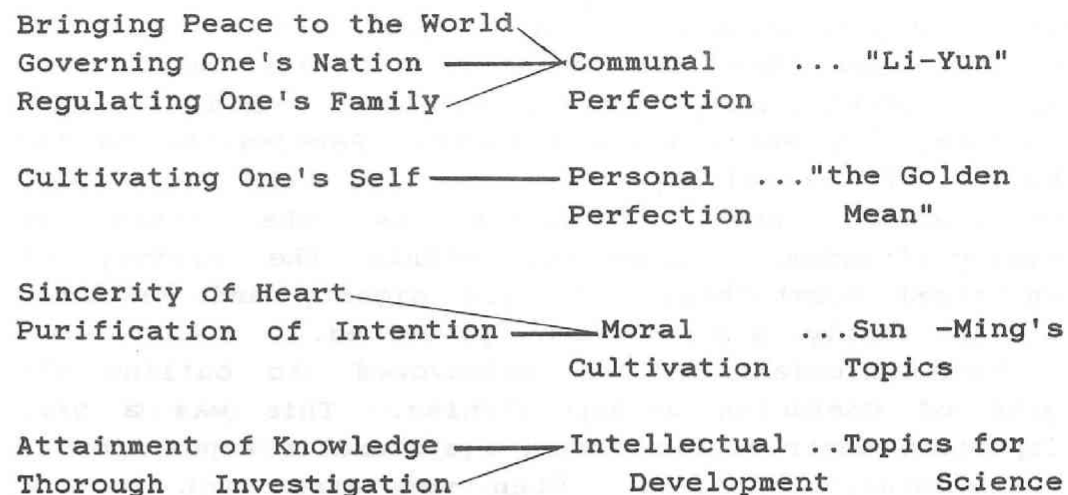 Bringing Peace to the World
Governing One's Nation Communal ... "Li-Yun"
Regulating One's Family Perfection
Cultivating One's Self Personal ..."the Golden
Perfection Mean"
Sincerity of Heart
Purification of Intention Moral ...Sun -Ming's
Cultivation Topics
Attainment of Knowledge Intellectual ..Topics for
Thorough Investigation Development Science